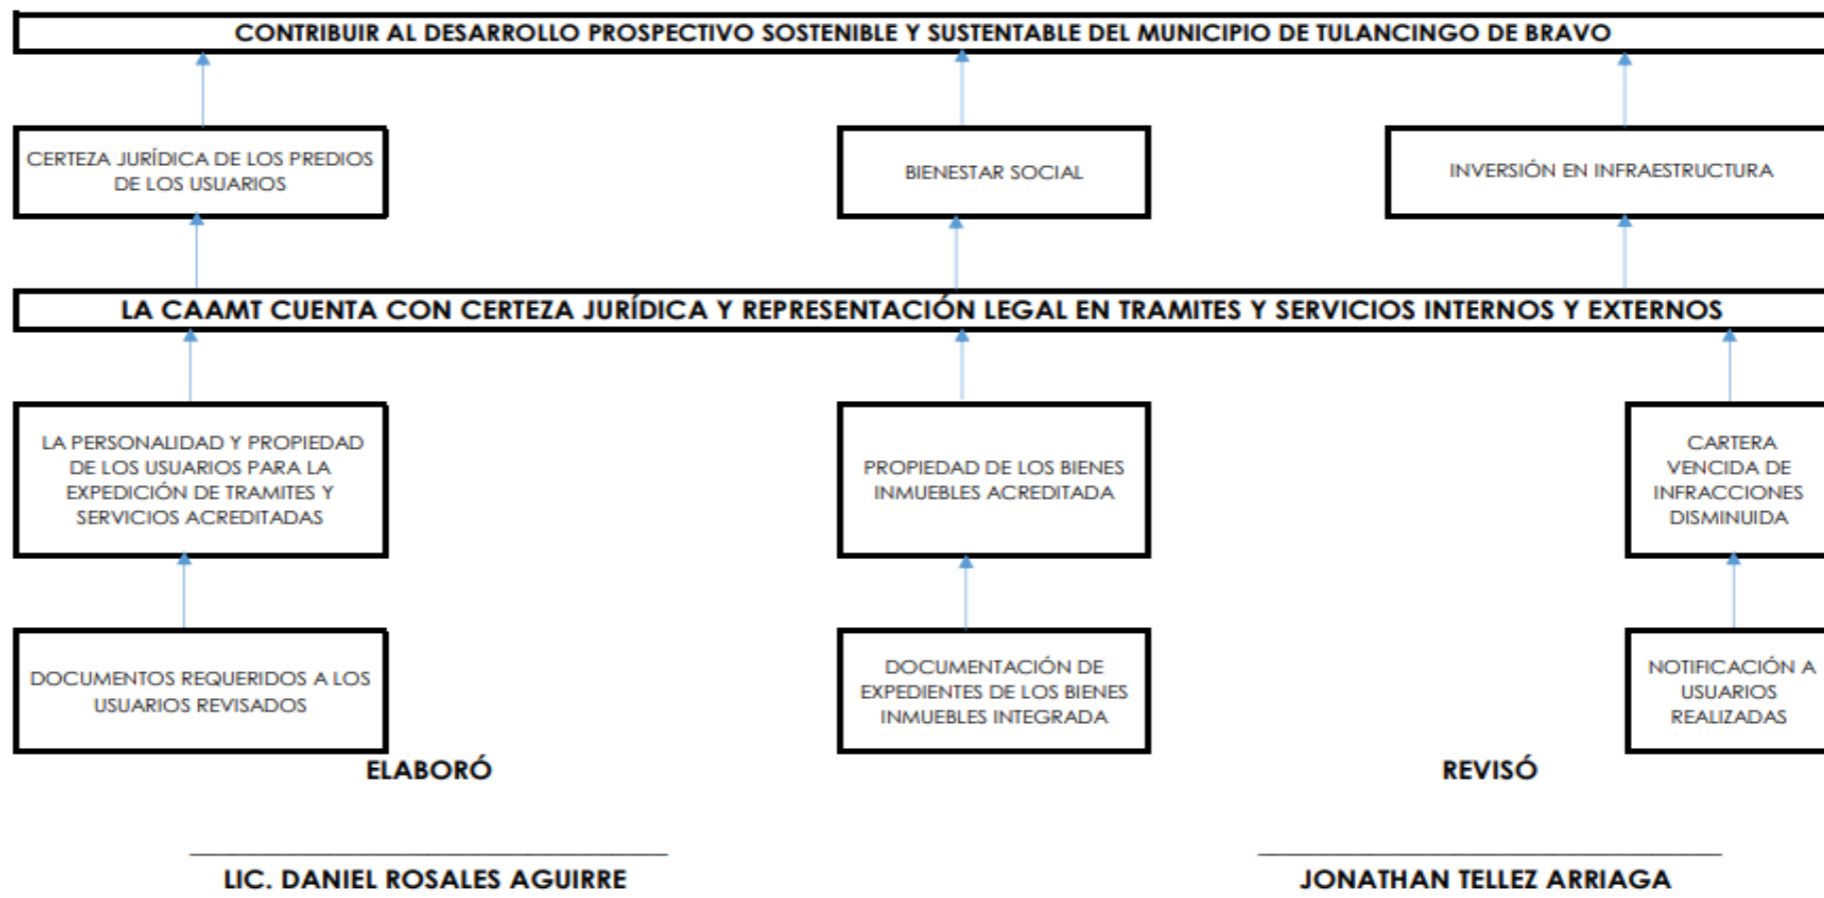 CONTRIBUIR AL DESARROLLO PROSPECTIVO SOSTENIBLE Y SUSTENTABLE DEL MUNICIPIO DE TULANCINGO DE BRAVO
CERTEZA JURÍDICA DE LOS PREDIOS
DE LOS USUARIOS
BIENESTAR SOCIAL
INVERSIÓN EN INFRAESTRUCTURA
LA CAAMT CUENTA CON CERTEZA JURÍDICA Y REPRESENTACIÓN LEGAL EN TRAMITES Y SERVICIOS INTERNOS Y EXTERNOS
LA PERSONALIDAD Y PROPIEDAD
DE LOS USUARIOS PARA LA
EXPEDICIÓN DE TRAMITES Y
SERVICIOS ACREDITADAS
PROPIEDAD DE LOS BIENES
INMUEBLES ACREDITADA
CARTERA
VENCIDA DE
INFRACCIONES
DISMINUIDA
DOCUMENTOS REQUERIDOS A LOS
USUARIOS REVISADOS
DOCUMENTACIÓN DE
EXPEDIENTES DE LOS BIENES
INMUEBLES INTEGRADA
NOTIFICACIÓN A
USUARIOS
REALIZADAS
ELABORÓ
REVISÓ
LIC. DANIEL ROSALES AGUIRRE
JONATHAN TELLEZ ARRIAGA